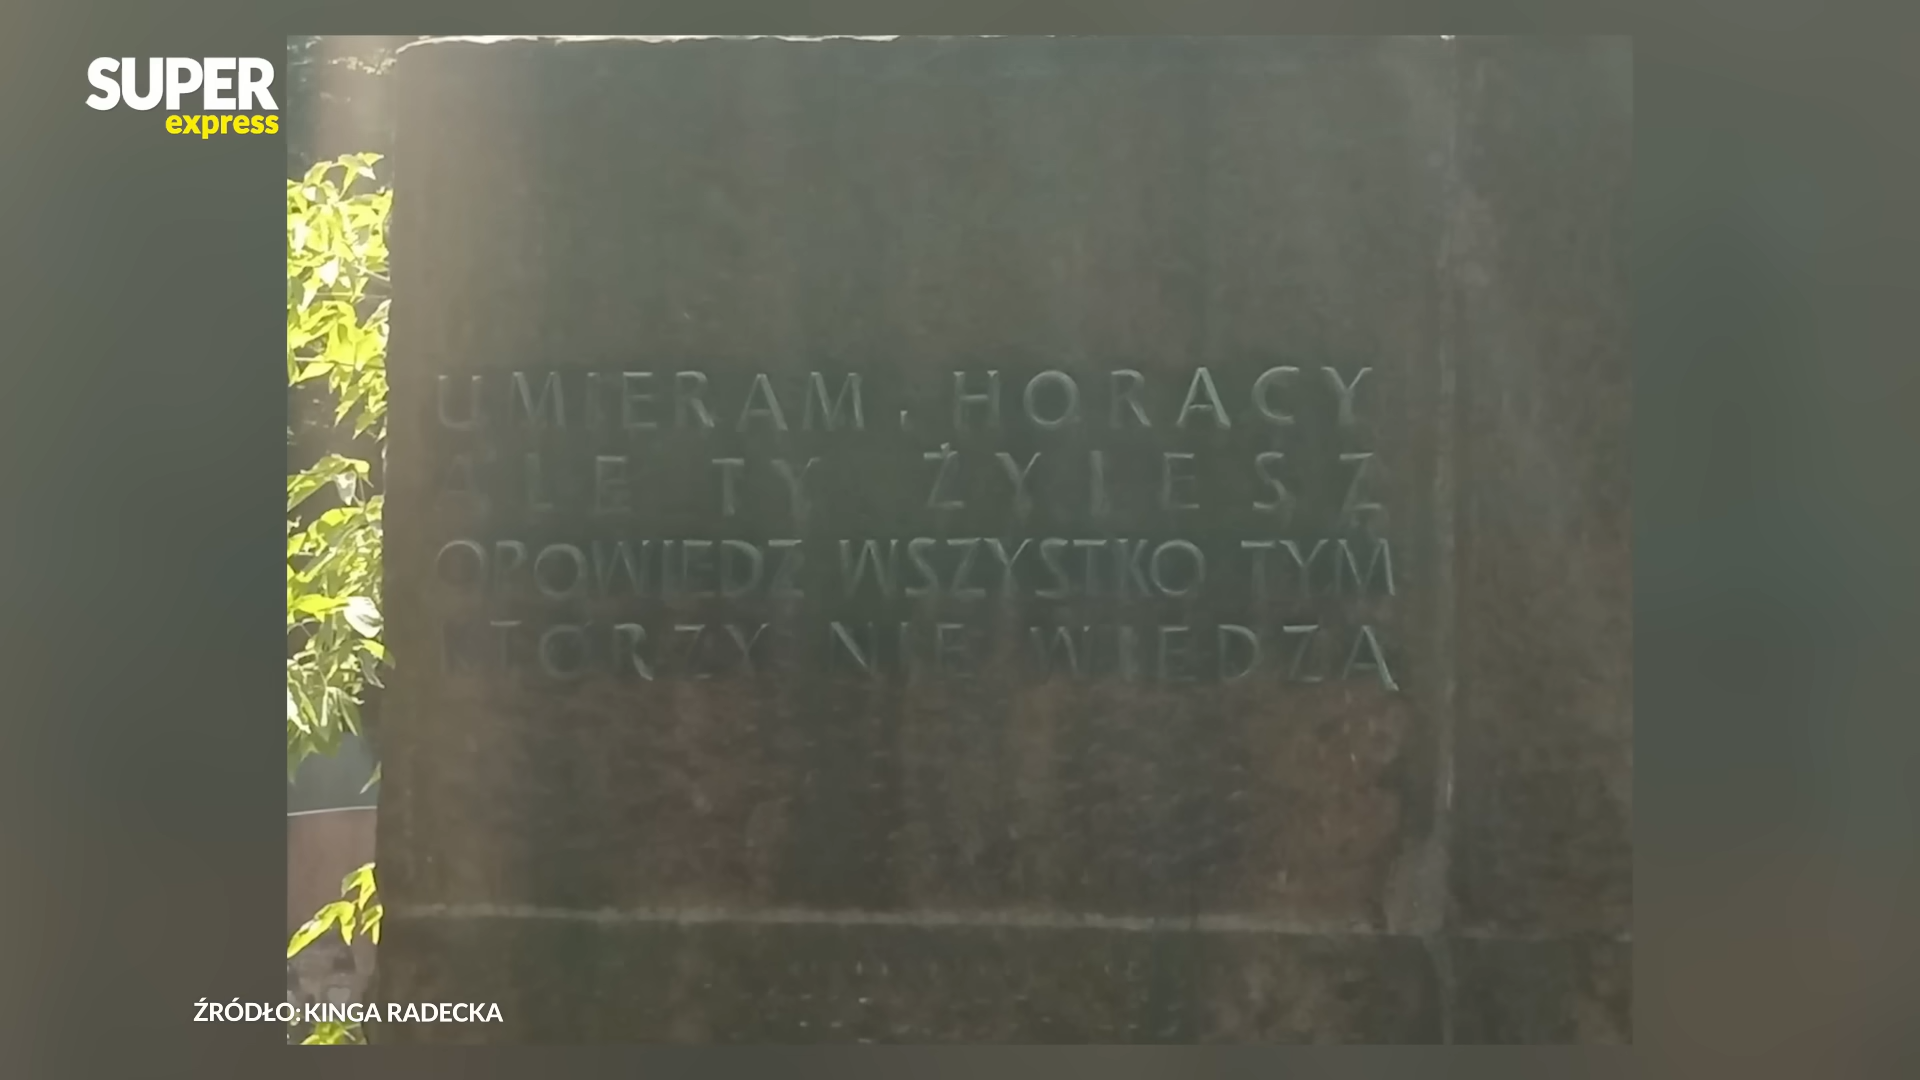 SUPER
express
UMIERAM, HORACY
ALE TY ŻYJESZ
OPOWIEDZ WSZYSTKO TYM
KTORZY NIE WIEDZĄ
ŹRÓDŁO: KINGA RADECKA